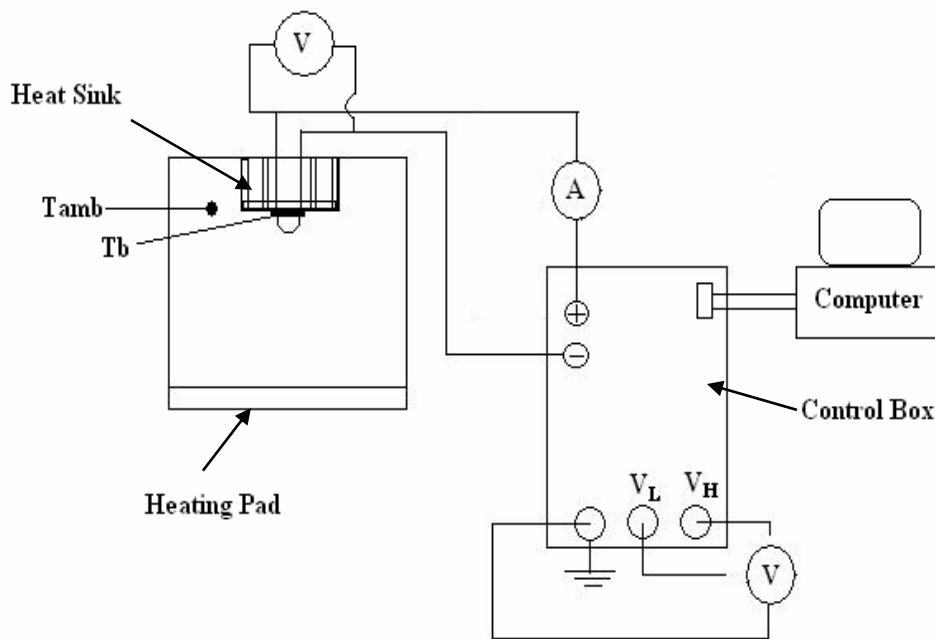 V
Heat Sink
A
Tamb
Tb
Computer
+
−
Control Box
Heating Pad
V_L
V_H
V